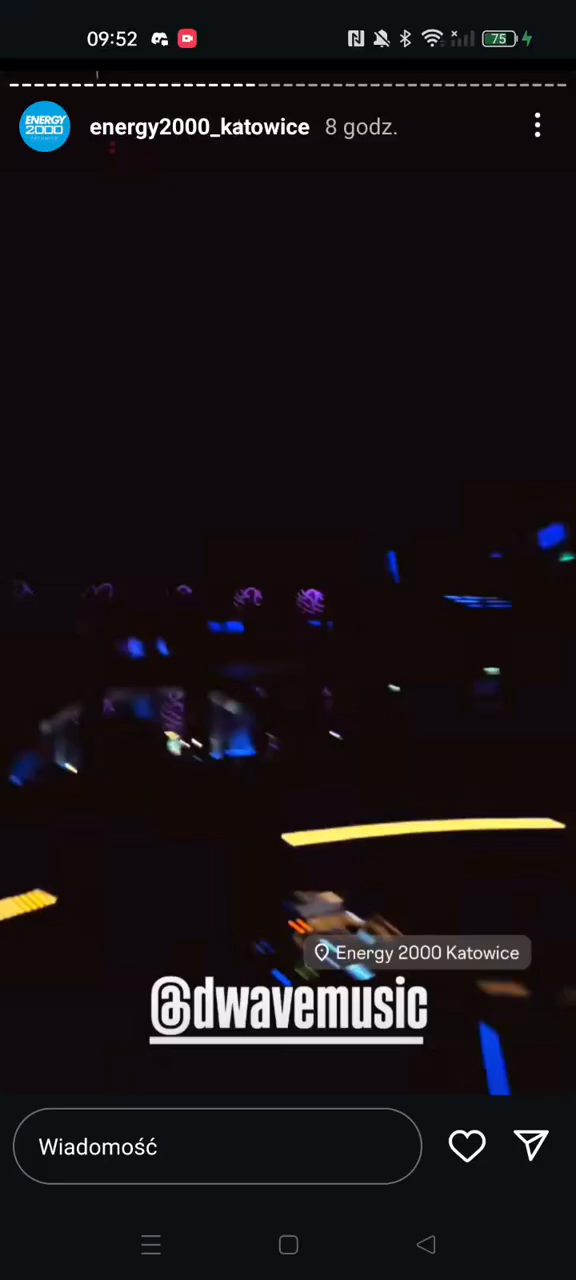 09:52
75
ENERGY
2000
energy2000_katowice 8 godz.
Energy 2000 Katowice
@dwavemusic
Wiadomość